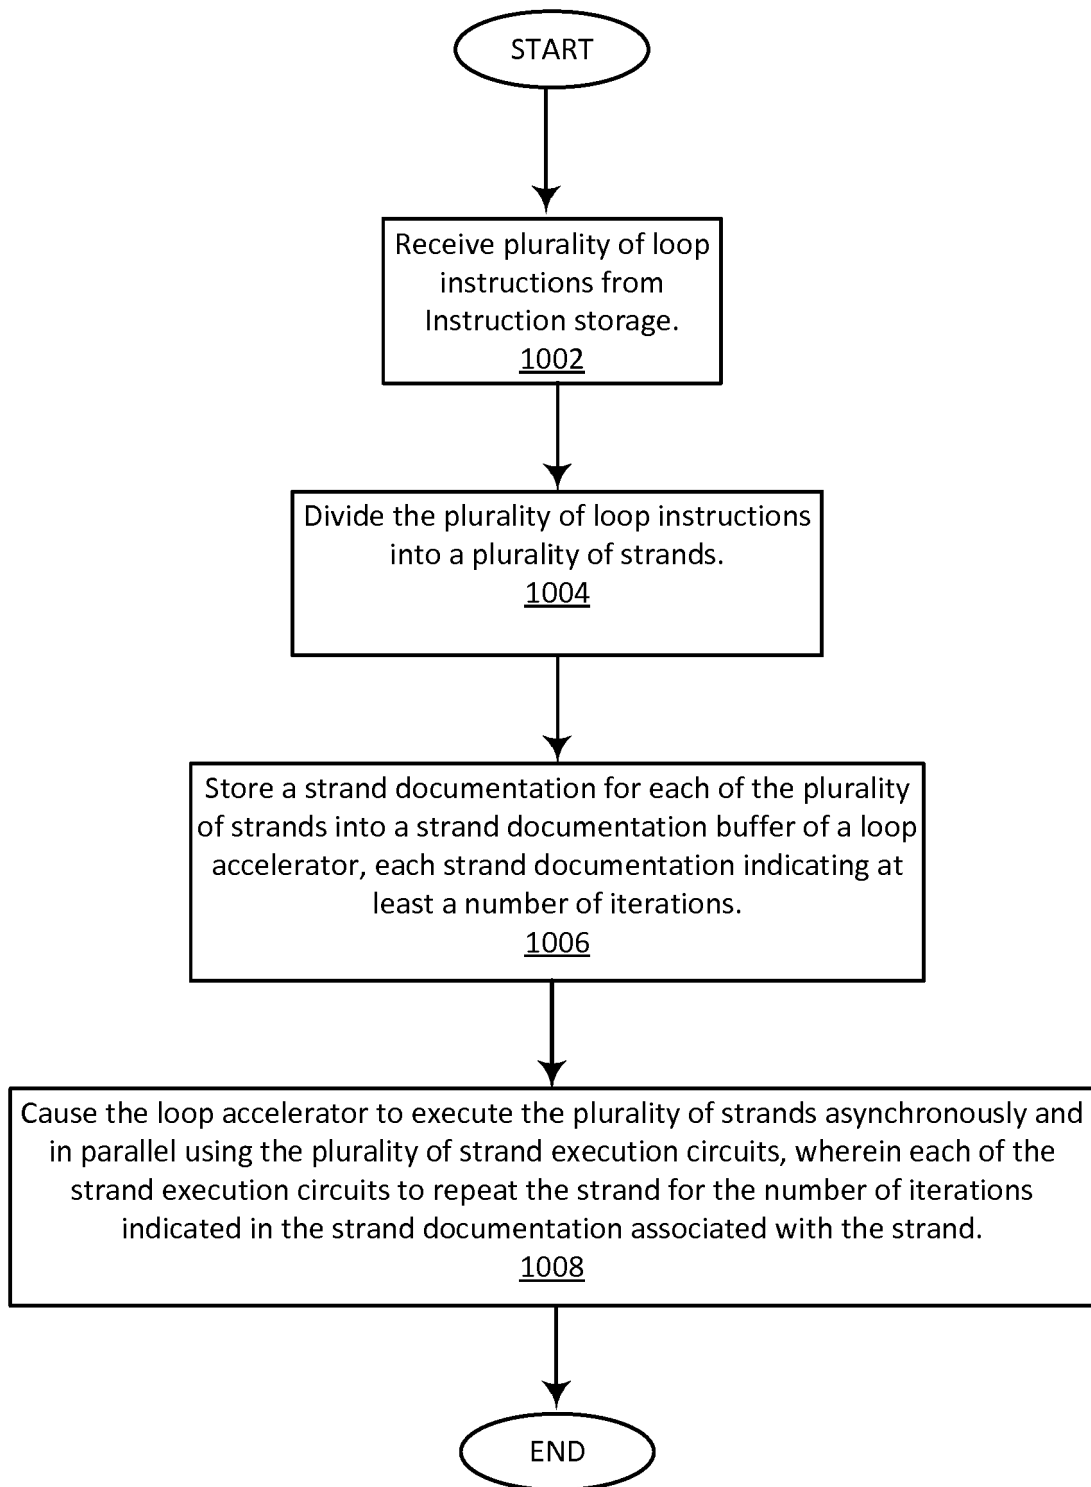 START
Receive plurality of loop
instructions from
Instruction storage.
1002
Divide the plurality of loop instructions
into a plurality of strands.
1004
Store a strand documentation for each of the plurality
of strands into a strand documentation buffer of a loop
accelerator, each strand documentation indicating at
least a number of iterations.
1006
Cause the loop accelerator to execute the plurality of strands asynchronously and
in parallel using the plurality of strand execution circuits, wherein each of the
strand execution circuits to repeat the strand for the number of iterations
indicated in the strand documentation associated with the strand.
1008
END